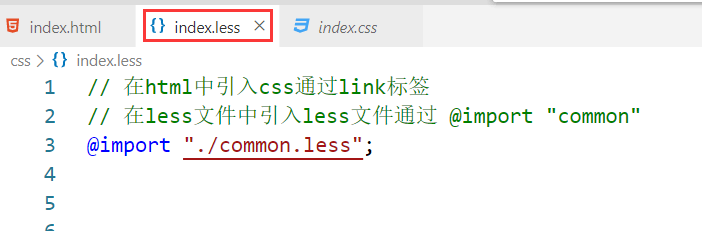 index.html
{} index.less ×
index.css
css > {} index.less
1 // 在html中引入css通过link标签
2 // 在less文件中引入less文件通过 @import "common"
3 @import "./common.less";
4
5